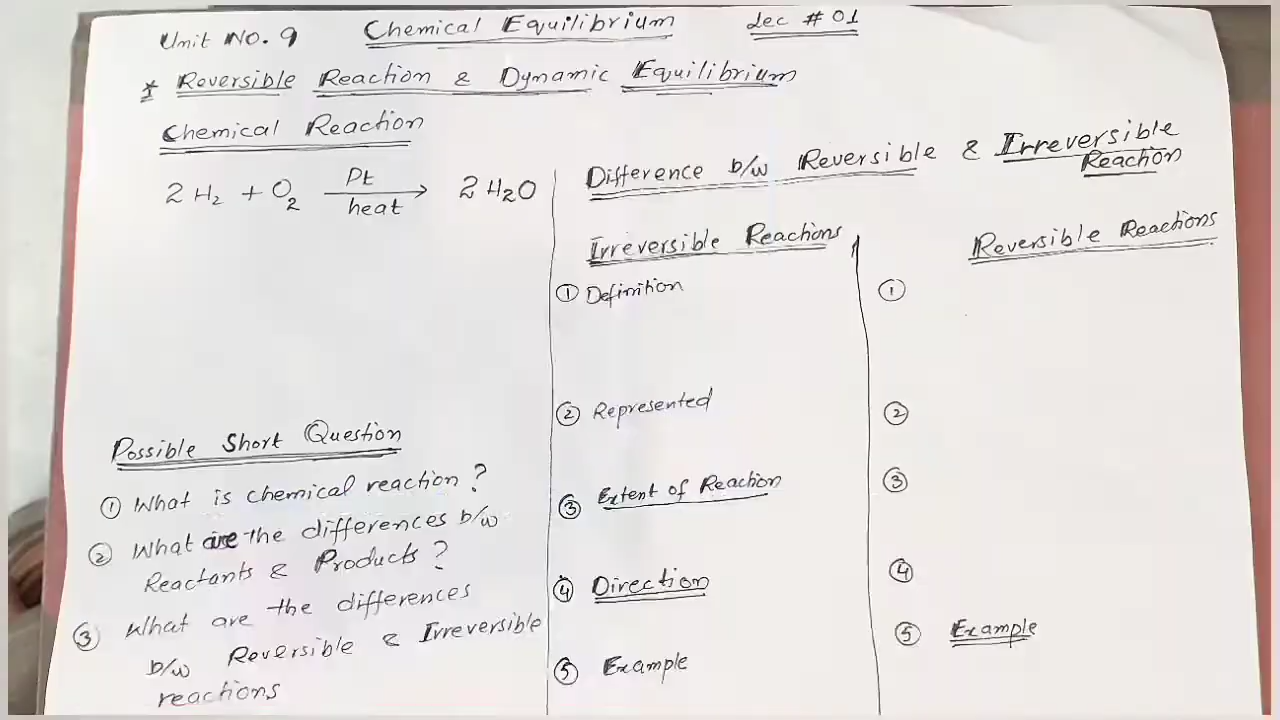 Unit No. 9 Chemical Equilibrium Lec # 01
* Reversible Reaction & Dynamic Equilibrium
Chemical Reaction
2H₂ + O₂ Pt heat → 2H₂O
Possible Short Question
① What is chemical reaction?
② What are the differences b/w
Reactants & Products?
③ What are the differences
b/w Reversible & Irreversible
reactions
Difference b/w Reversible & Irreversible
Reaction
Irreversible Reactions
① Definition
② Represented
③ Extent of Reaction
④ Direction
⑤ Example
Reversible Reactions
①
②
③
④
⑤ Example